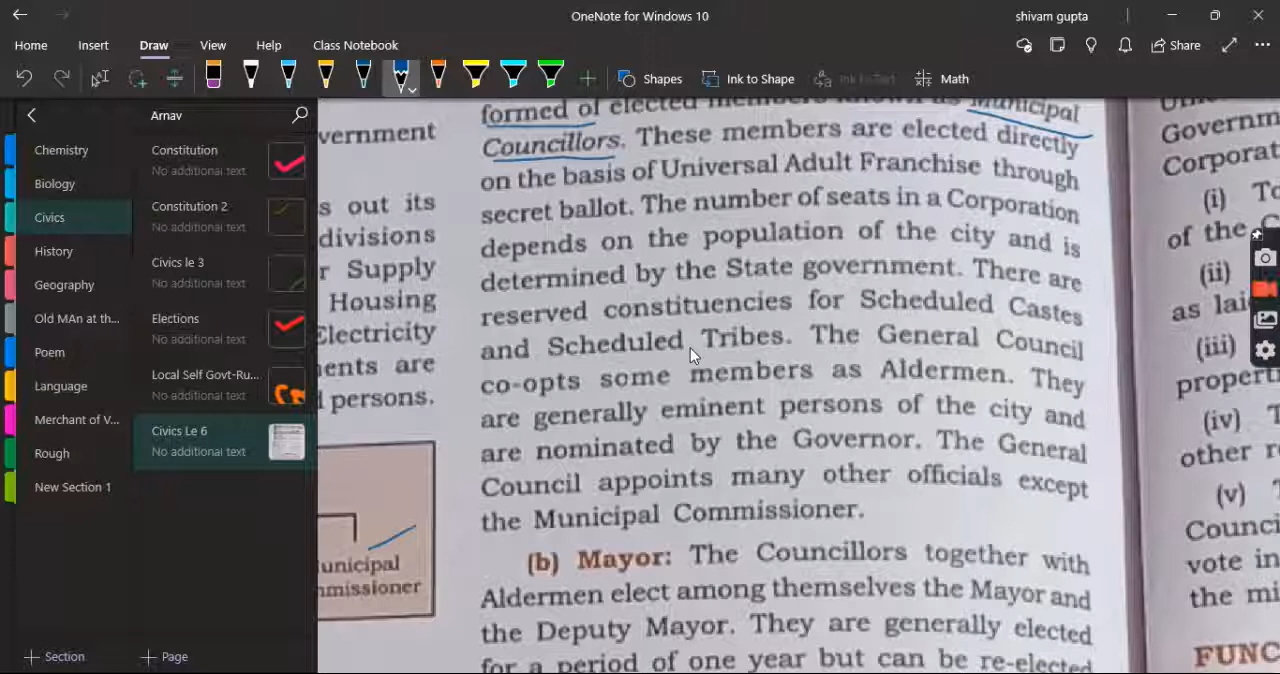 OneNote for Windows 10
shivam gupta
Home Insert Draw View Help Class Notebook
Share
Shapes
Ink to Shape
Ink to Text
Math
Arnav
Chemistry
Biology
Civics
History
Geography
Old MAn at th...
Poem
Language
Merchant of V...
Rough
New Section 1
Section
Constitution
No additional text
Constitution 2
No additional text
Civics le 3
No additional text
Elections
No additional text
Local Self Govt-Ru...
No additional text
Civics Le 6
No additional text
Page
vernment
s out its
divisions
r Supply
Housing
Electricity
ents are
persons.
unicipal
mmissioner
formed of elected members known as Municipal
Councillors. These members are elected directly
on the basis of Universal Adult Franchise through
secret ballot. The number of seats in a Corporation
depends on the population of the city and is
determined by the State government. There are
reserved constituencies for Scheduled Castes
and Scheduled Tribes. The General Council
co-opts some members as Aldermen. They
are generally eminent persons of the city and
are nominated by the Governor. The General
Council appoints many other officials except
the Municipal Commissioner.
(b) Mayor: The Councillors together with
Aldermen elect among themselves the Mayor and
the Deputy Mayor. They are generally elected
for a period of one year but can be re-elected
Governm
Corporat
(i) To
of the C
(ii)
as laid
(iii)
properti
(iv) T
other r
(v) T
Counci
vote in
the mi
FUNC